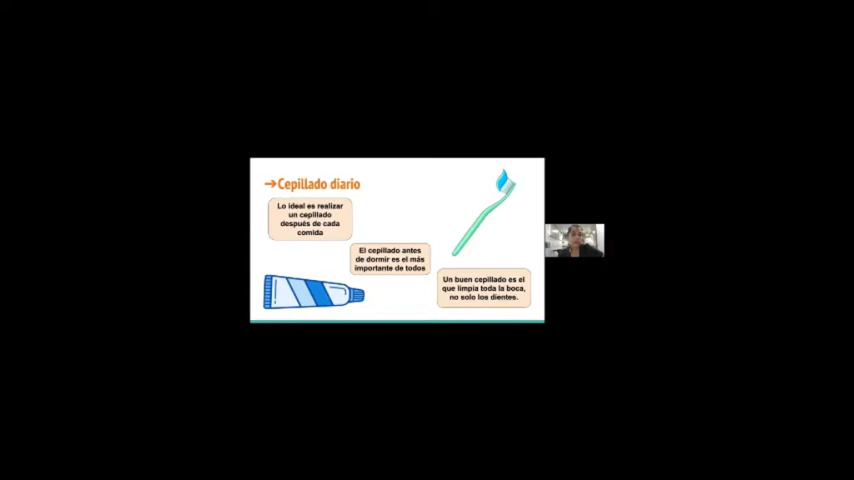 ➔Cepillado diario
Lo ideal es realizar
un cepillado
después de cada
comida
El cepillado antes
de dormir es el más
importante de todos
Un buen cepillado es el
que limpia toda la boca,
no solo los dientes.